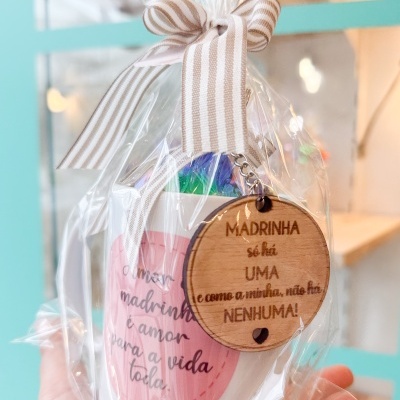 MADRINHA
só há
UMA
e como a minha, não há
NENHUMA!
amor
madrinha
é amor
para a vida
toda.